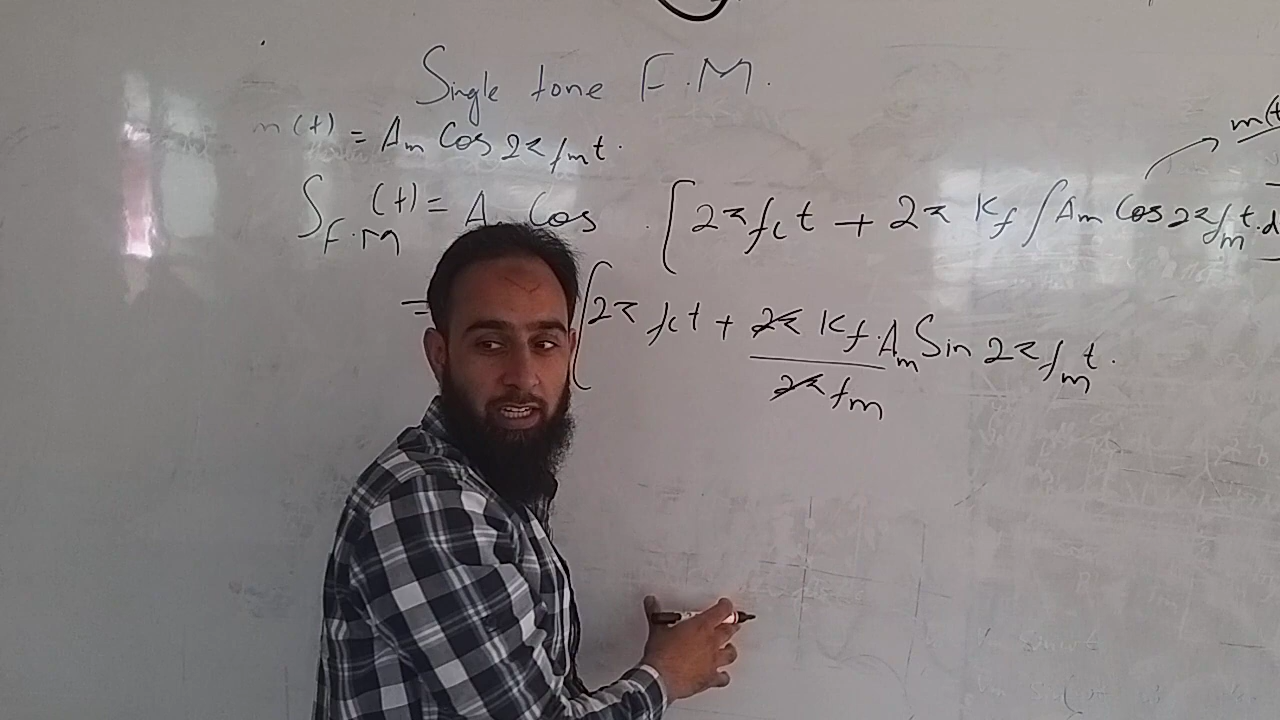 Single tone F.M.
m(t) = Am Cos 2π fm t.
m(t
S F.M (t) = A Cos [2π fc t + 2π Kf ∫ Am Cos 2π fm t. d
= [2π fc t + 2π Kf. Am Sin 2π fm t.
2π fm